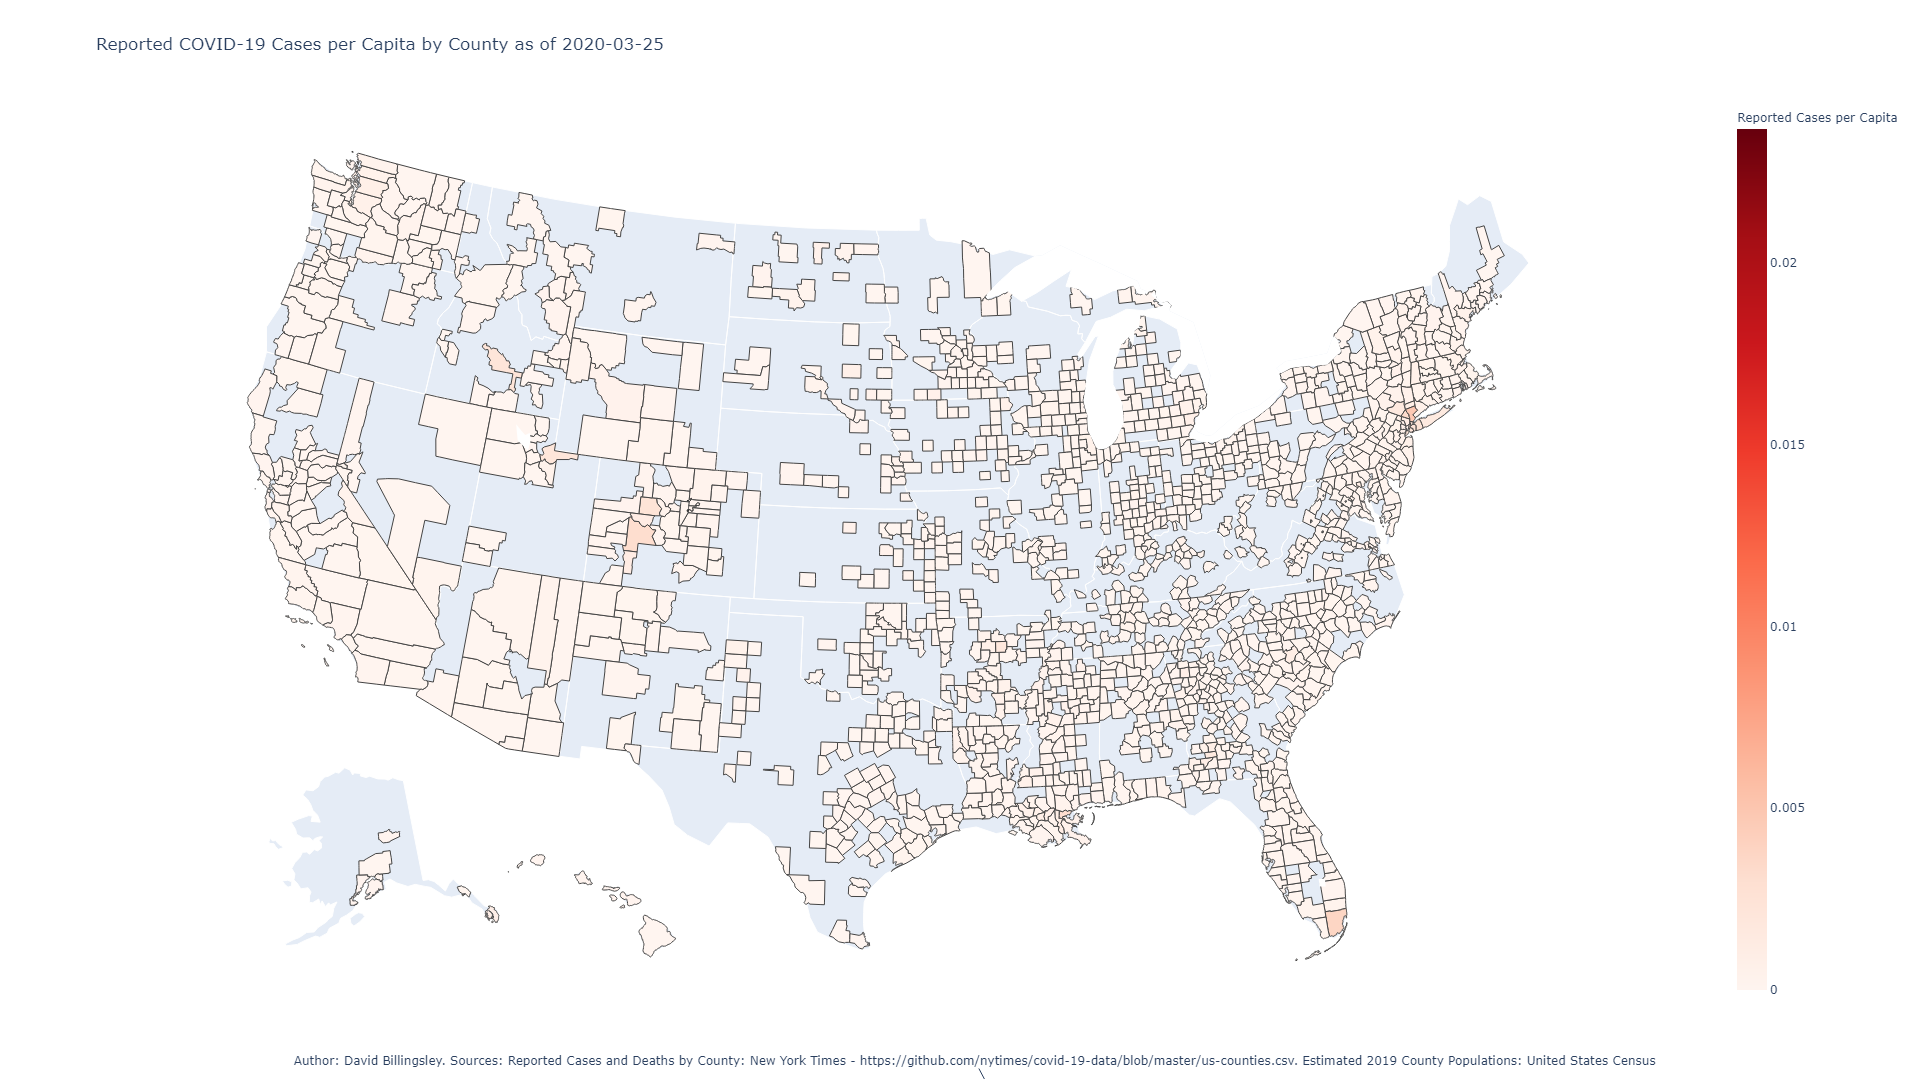 Reported COVID-19 Cases per Capita by County as of 2020-03-25
Reported Cases per Capita
0.02
0.015
0.01
0.005
0
Author: David Billingsley. Sources: Reported Cases and Deaths by County: New York Times - https://github.com/nytimes/covid-19-data/blob/master/us-counties.csv. Estimated 2019 County Populations: United States Census
\